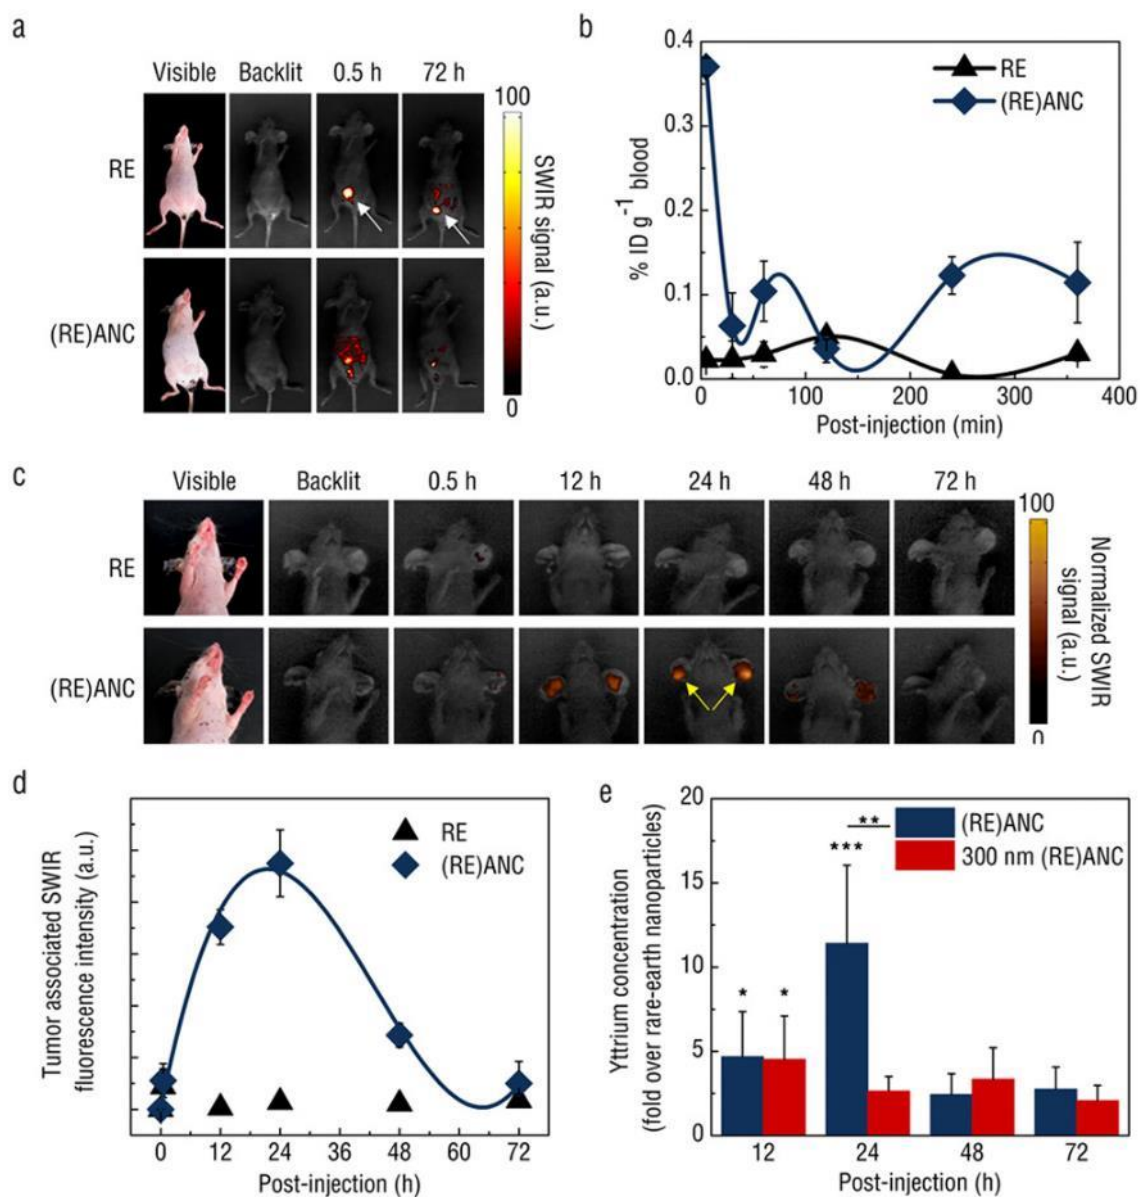 a
Visible Backlit 0.5 h 72 h
RE
(RE)ANC
100
SWIR signal (a.u.)
0
b
0.4
0.3
0.2
0.1
0.0
% ID g⁻¹ blood
RE
(RE)ANC
0 100 200 300 400
Post-injection (min)
c
Visible Backlit 0.5 h 12 h 24 h 48 h 72 h
RE
(RE)ANC
100
Normalized SWIR
signal (a.u.)
0
d
Tumor associated SWIR
fluorescence intensity (a.u.)
RE
(RE)ANC
0 12 24 36 48 60 72
Post-injection (h)
e
20
15
10
5
0
Yttrium concentration
(fold over rare-earth nanoparticles)
(RE)ANC
300 nm (RE)ANC
**
***
* *
12 24 48 72
Post-injection (h)